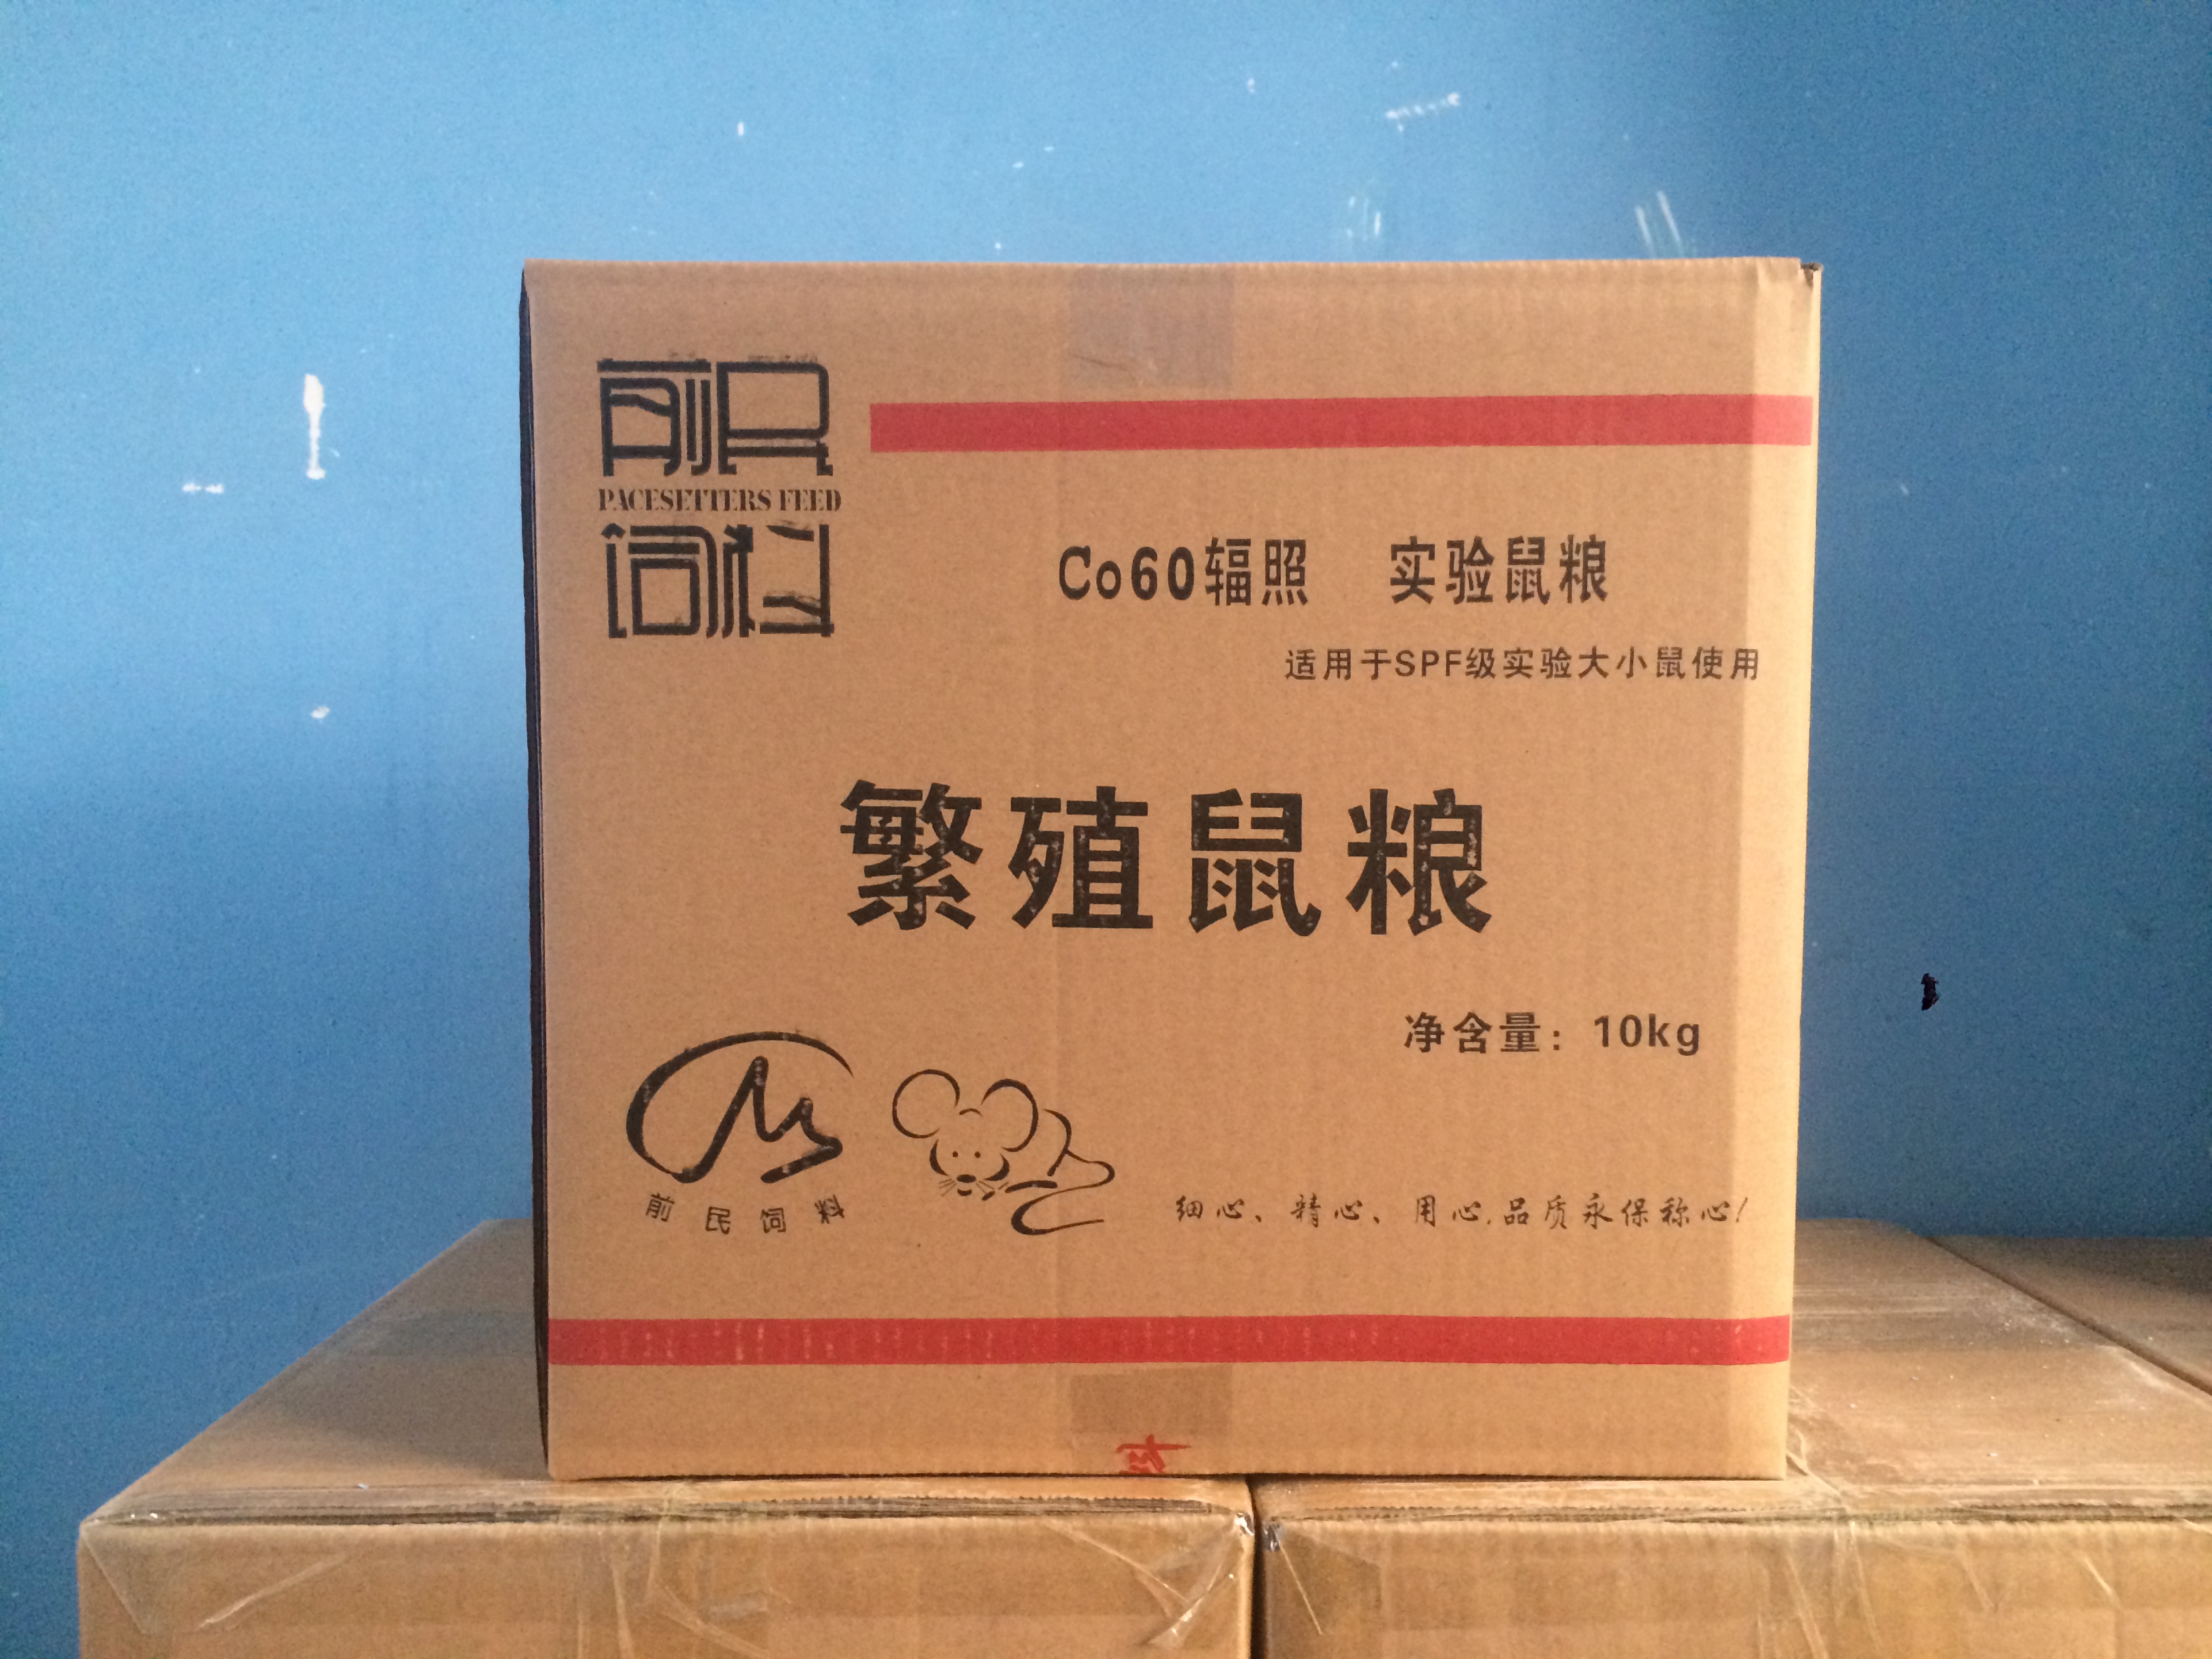 前民
PACESETTERS FEED
饲料
Co60辐照 实验鼠粮
适用于SPF级实验大小鼠使用
繁殖鼠粮
净含量：10kg
前民饲料
细心、精心、用心,品质永保称心!